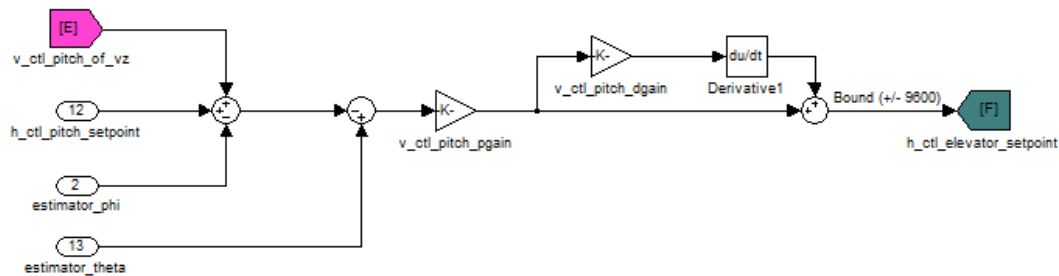 [E]
v_ctl_pitch_of_vz
12
h_ctl_pitch_setpoint
2
estimator_phi
13
estimator_theta
K-
v_ctl_pitch_pgain
K-
v_ctl_pitch_dgain
du/dt
Derivative1
Bound (+/- 9600)
[F]
h_ctl_elevator_setpoint